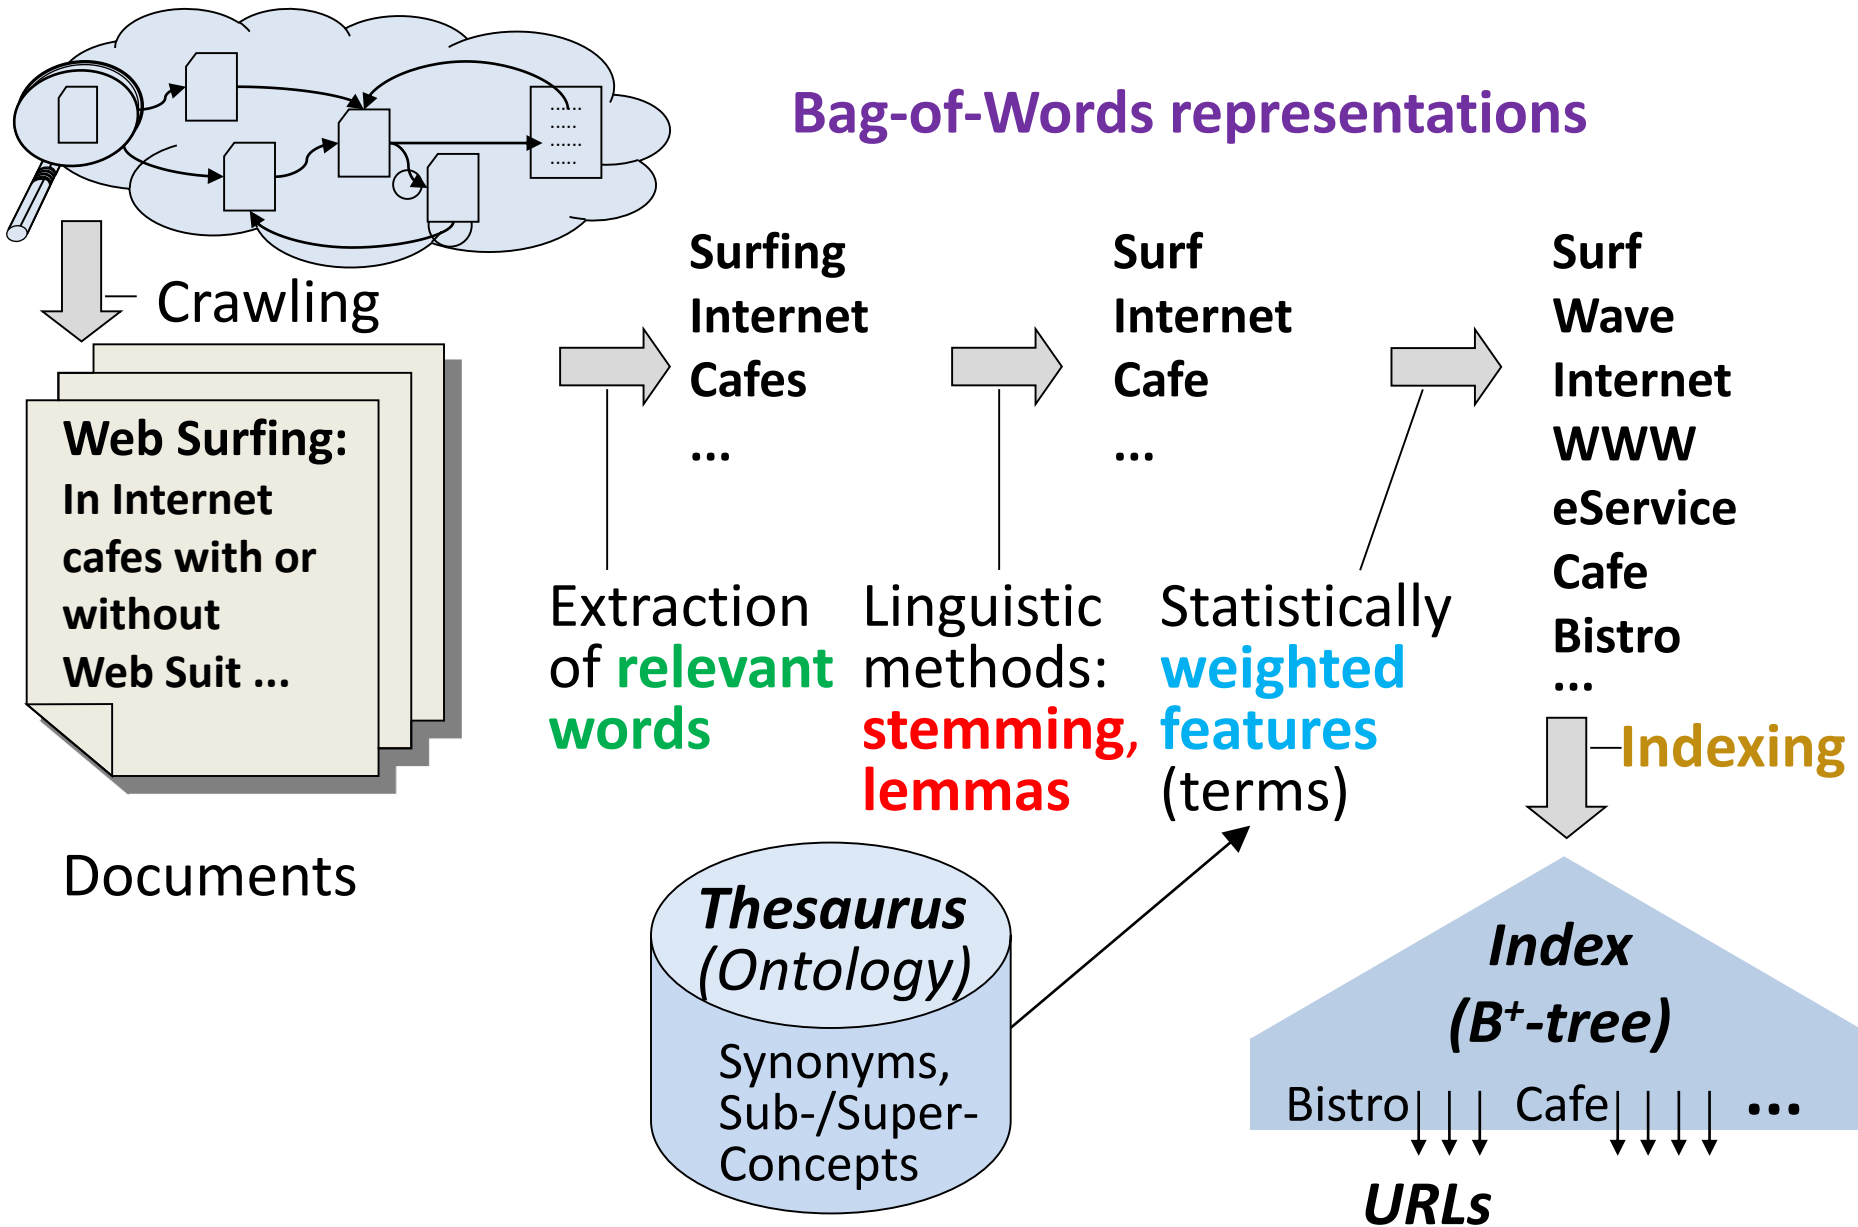 Bag-of-Words representations
Crawling
Web Surfing:
In Internet
cafes with or
without
Web Suit ...
Documents
Surfing
Internet
Cafes
...
Surf
Internet
Cafe
...
Surf
Wave
Internet
WWW
eService
Cafe
Bistro
...
Extraction
of relevant
words
Linguistic
methods:
stemming,
lemmas
Statistically
weighted
features
(terms)
Indexing
Thesaurus
(Ontology)
Synonyms,
Sub-/Super-
Concepts
Index
(B⁺-tree)
Bistro Cafe ...
URLs